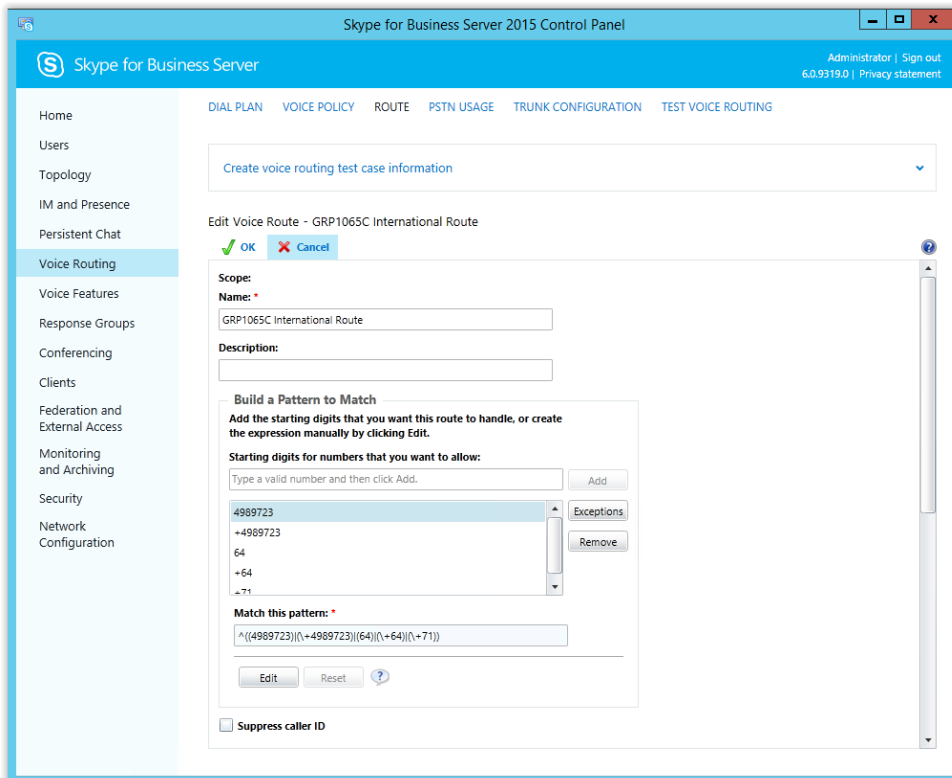 Skype for Business Server 2015 Control Panel
Skype for Business Server
Administrator | Sign out
6.0.9319.0 | Privacy statement
Home
Users
Topology
IM and Presence
Persistent Chat
Voice Routing
Voice Features
Response Groups
Conferencing
Clients
Federation and
External Access
Monitoring
and Archiving
Security
Network
Configuration
DIAL PLAN VOICE POLICY ROUTE PSTN USAGE TRUNK CONFIGURATION TEST VOICE ROUTING
Create voice routing test case information
Edit Voice Route - GRP1065C International Route
OK Cancel
Scope:
Name: *
GRP1065C International Route
Description:
Build a Pattern to Match
Add the starting digits that you want this route to handle, or create
the expression manually by clicking Edit.
Starting digits for numbers that you want to allow:
Type a valid number and then click Add. Add
4989723 Exceptions
+4989723
64 Remove
+64
+71
Match this pattern: *
^((4989723)|(\+4989723)|(64)|(\+64)|(\+71))
Edit Reset ?
Suppress caller ID